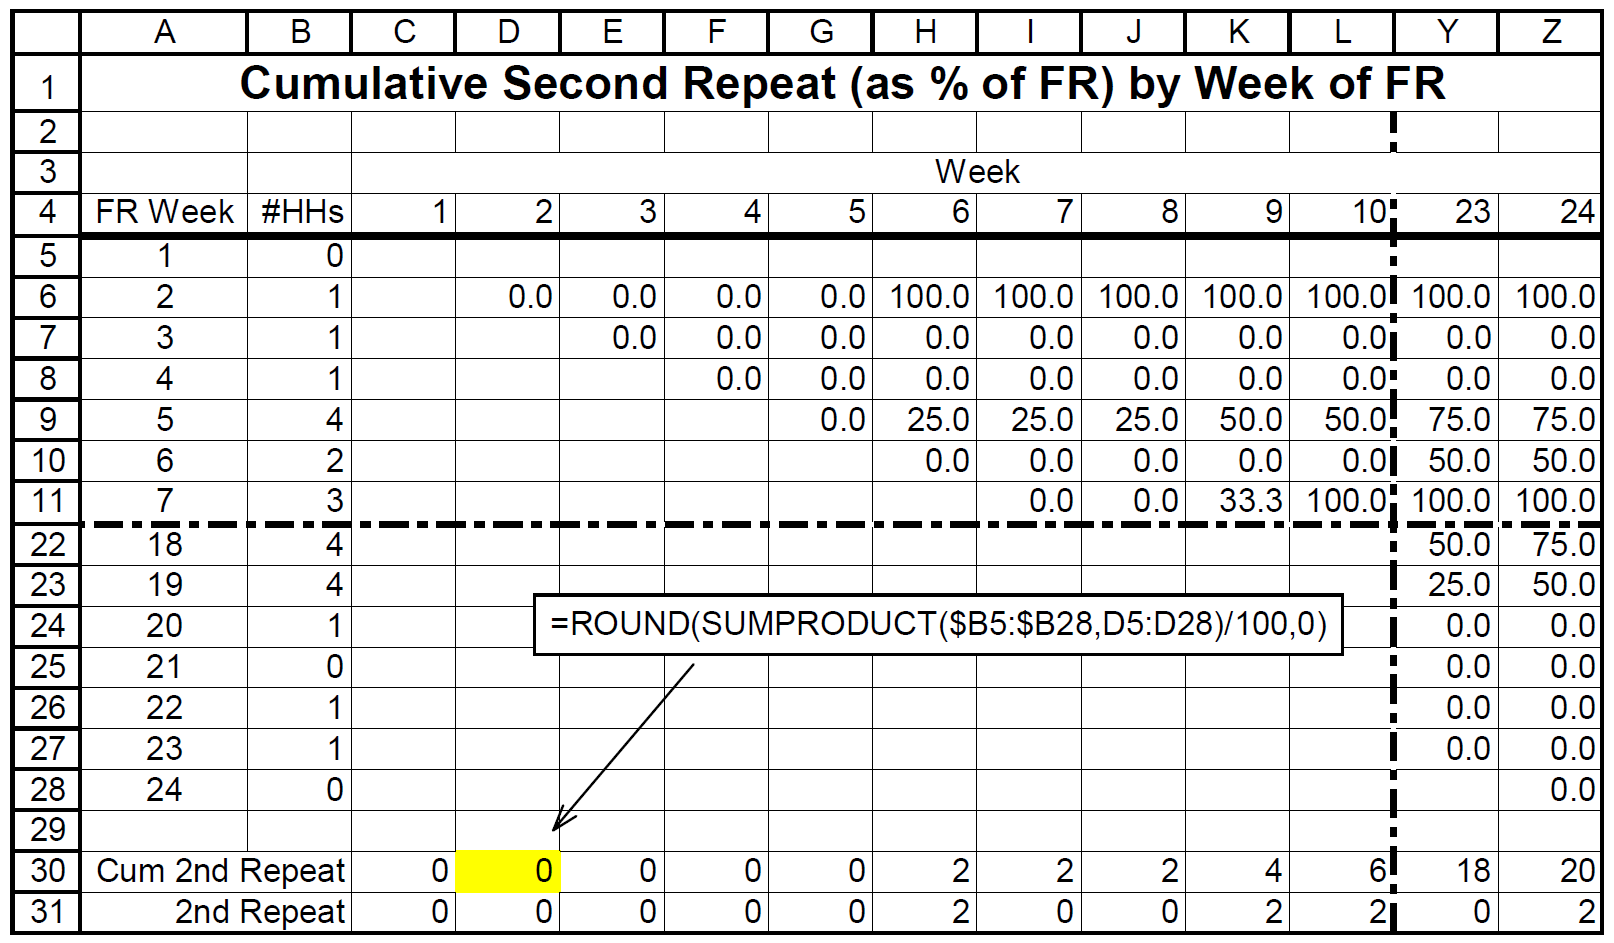 A B C D E F G H I J K L Y Z
1 Cumulative Second Repeat (as % of FR) by Week of FR
2
3 Week
4 FR Week #HHs 1 2 3 4 5 6 7 8 9 10 23 24
5 1 0
6 2 1 0.0 0.0 0.0 0.0 100.0 100.0 100.0 100.0 100.0 100.0 100.0
7 3 1 0.0 0.0 0.0 0.0 0.0 0.0 0.0 0.0 0.0 0.0
8 4 1 0.0 0.0 0.0 0.0 0.0 0.0 0.0 0.0 0.0
9 5 4 0.0 25.0 25.0 25.0 50.0 50.0 75.0 75.0
10 6 2 0.0 0.0 0.0 0.0 0.0 50.0 50.0
11 7 3 0.0 0.0 33.3 100.0 100.0 100.0
22 18 4 50.0 75.0
23 19 4 25.0 50.0
24 20 1 =ROUND(SUMPRODUCT($B5:$B28,D5:D28)/100,0) 0.0 0.0
25 21 0 0.0 0.0
26 22 1 0.0 0.0
27 23 1 0.0 0.0
28 24 0 0.0
29
30 Cum 2nd Repeat 0 0 0 0 0 2 2 2 4 6 18 20
31 2nd Repeat 0 0 0 0 0 2 0 0 2 2 0 2